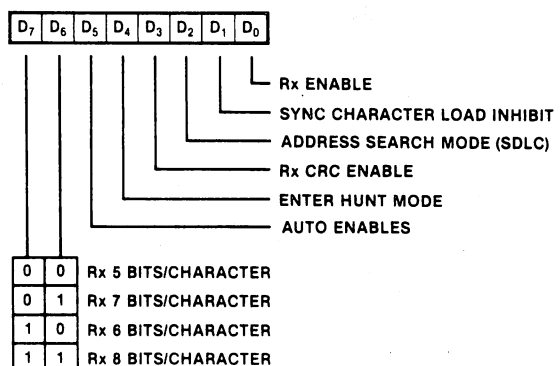 D7 D6 D5 D4 D3 D2 D1 D0
Rx ENABLE
SYNC CHARACTER LOAD INHIBIT
ADDRESS SEARCH MODE (SDLC)
Rx CRC ENABLE
ENTER HUNT MODE
AUTO ENABLES
0 0 Rx 5 BITS/CHARACTER
0 1 Rx 7 BITS/CHARACTER
1 0 Rx 6 BITS/CHARACTER
1 1 Rx 8 BITS/CHARACTER